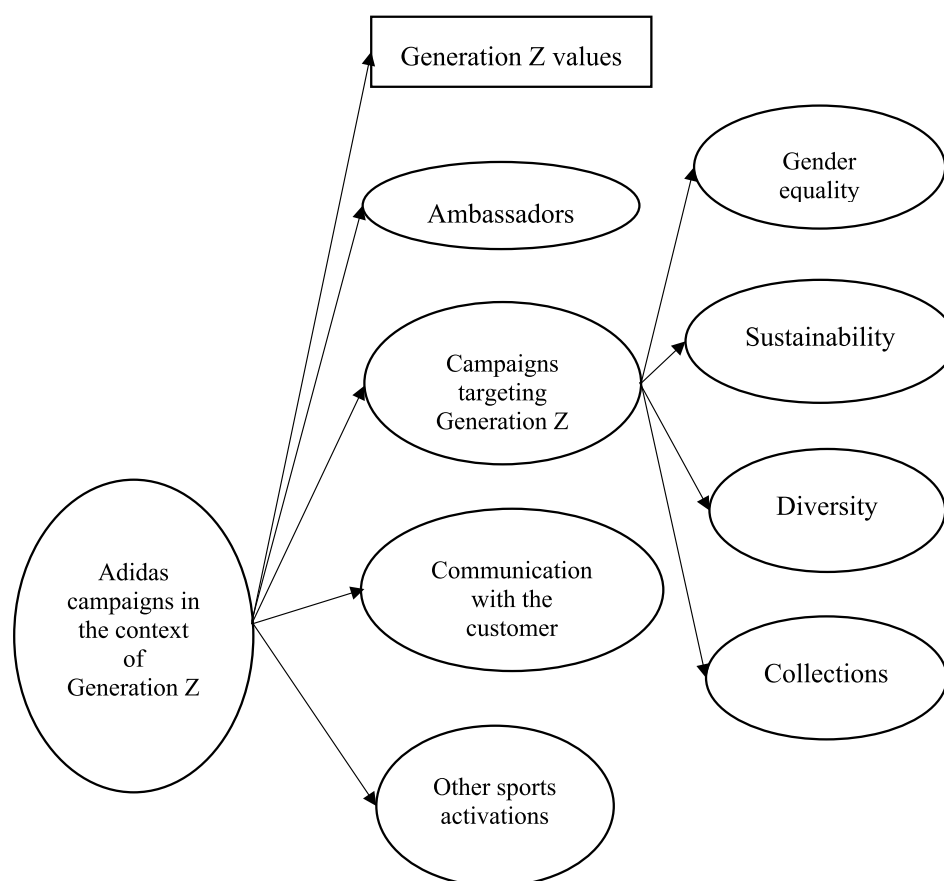 Generation Z values
Ambassadors
Campaigns
targeting
Generation Z
Communication
with the
customer
Other sports
activations
Adidas
campaigns in
the context
of
Generation Z
Gender
equality
Sustainability
Diversity
Collections